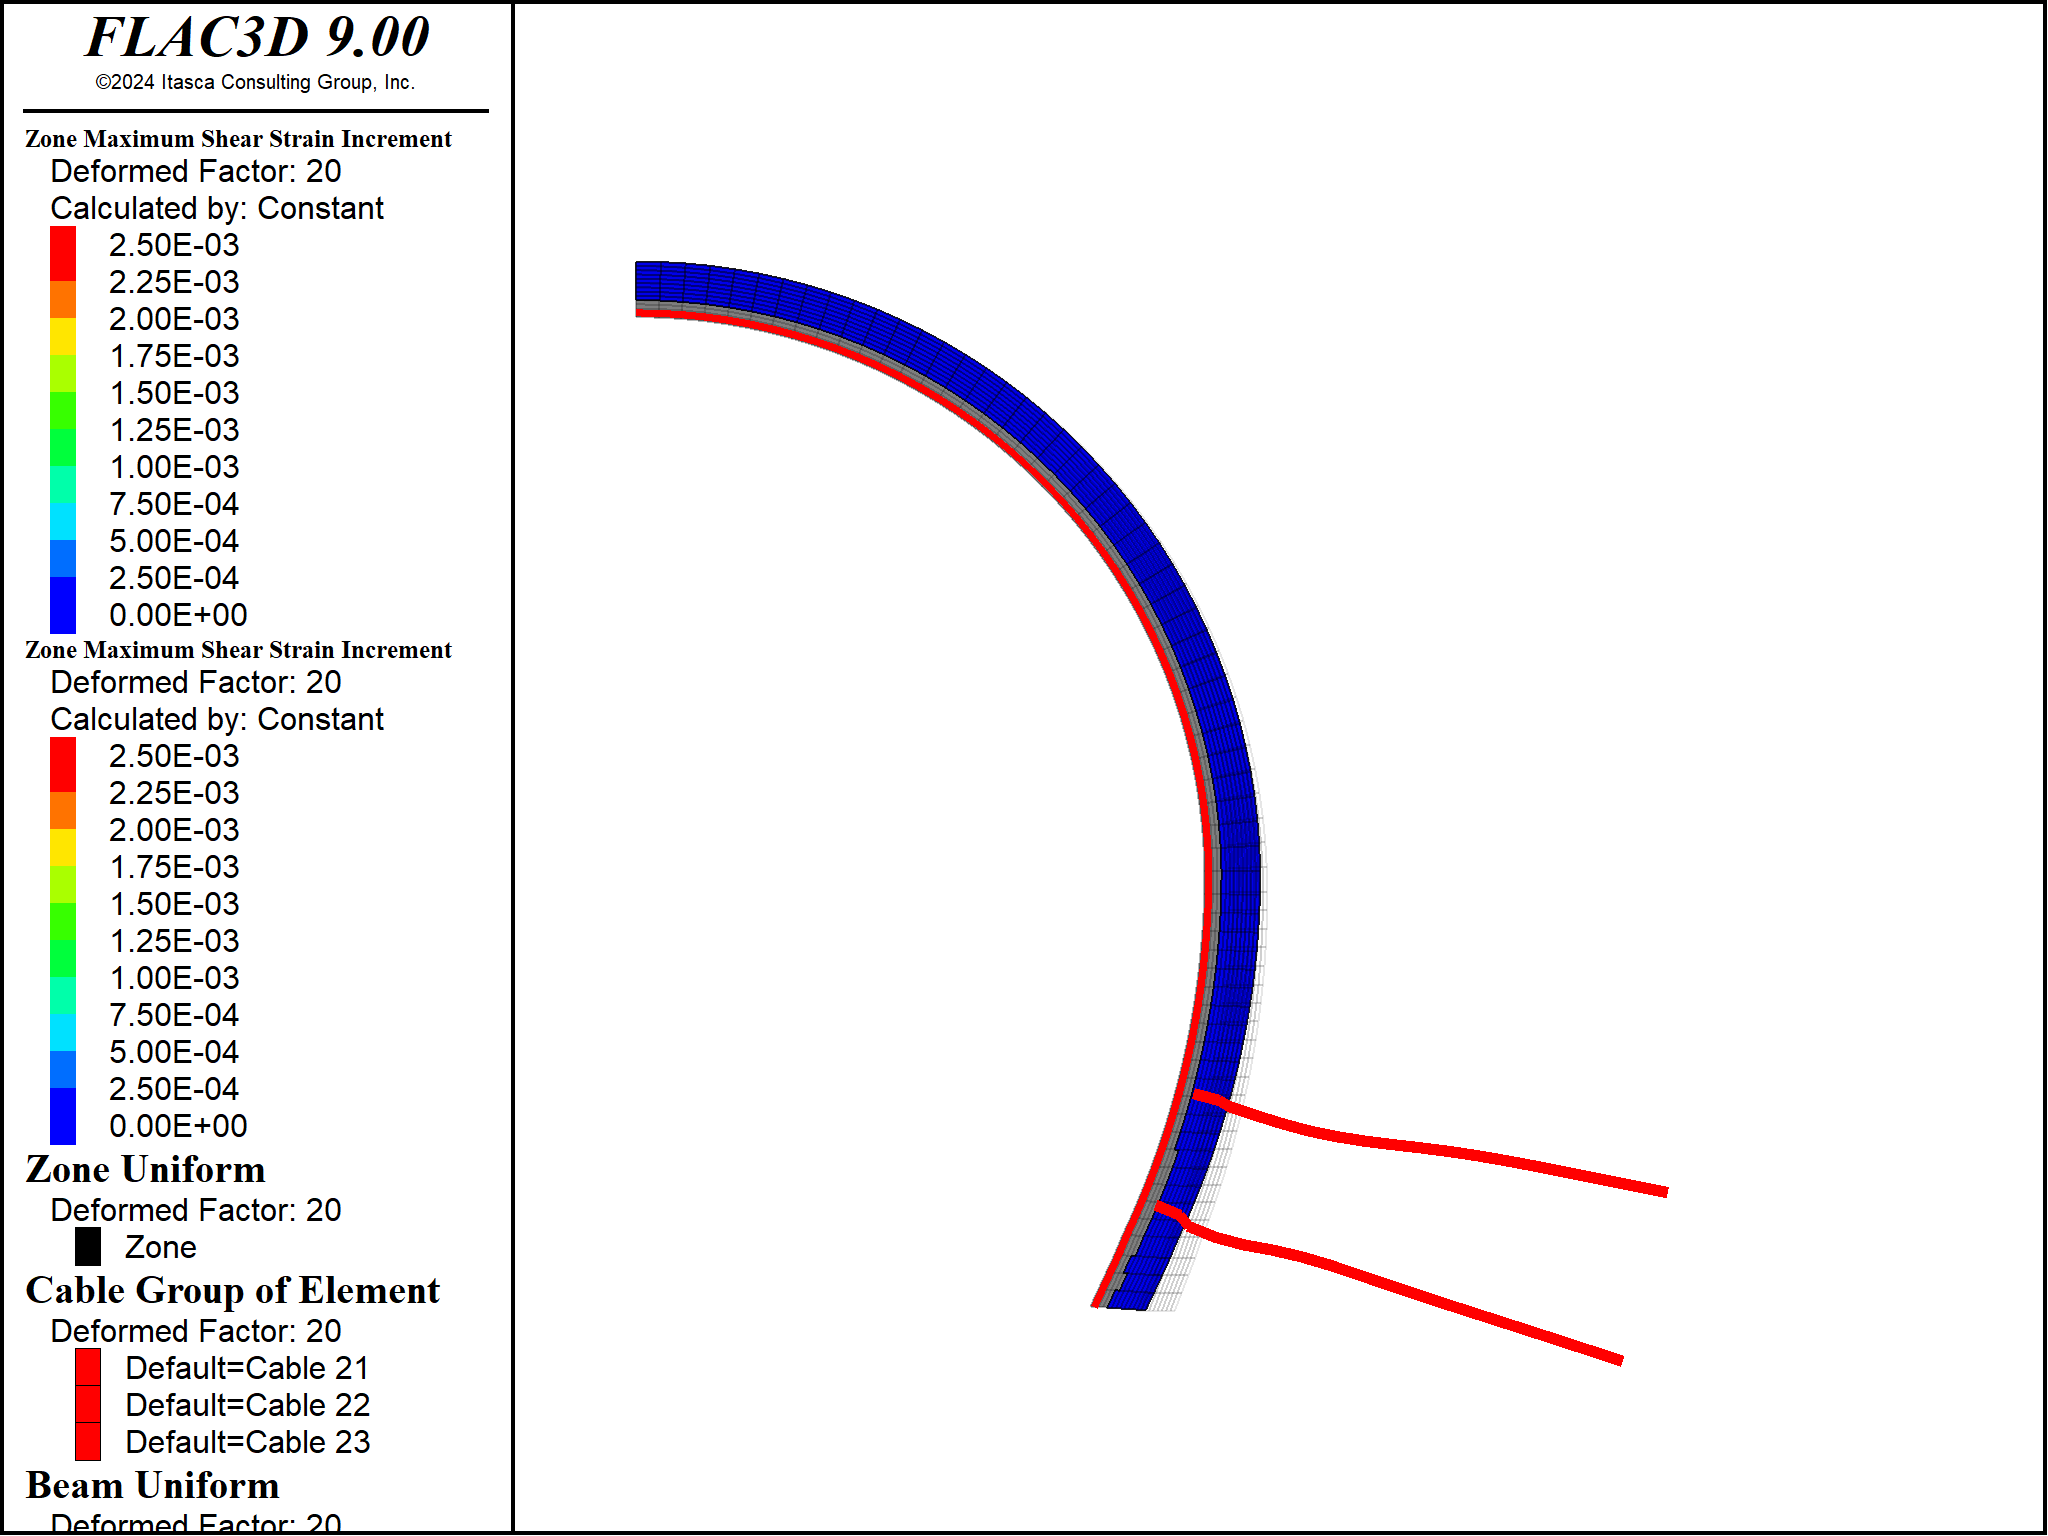 FLAC3D 9.00
©2024 Itasca Consulting Group, Inc.
Zone Maximum Shear Strain Increment
Deformed Factor: 20
Calculated by: Constant
2.50E-03
2.25E-03
2.00E-03
1.75E-03
1.50E-03
1.25E-03
1.00E-03
7.50E-04
5.00E-04
2.50E-04
0.00E+00
Zone Maximum Shear Strain Increment
Deformed Factor: 20
Calculated by: Constant
2.50E-03
2.25E-03
2.00E-03
1.75E-03
1.50E-03
1.25E-03
1.00E-03
7.50E-04
5.00E-04
2.50E-04
0.00E+00
Zone Uniform
Deformed Factor: 20
Zone
Cable Group of Element
Deformed Factor: 20
Default=Cable 21
Default=Cable 22
Default=Cable 23
Beam Uniform
Deformed Factor: 20